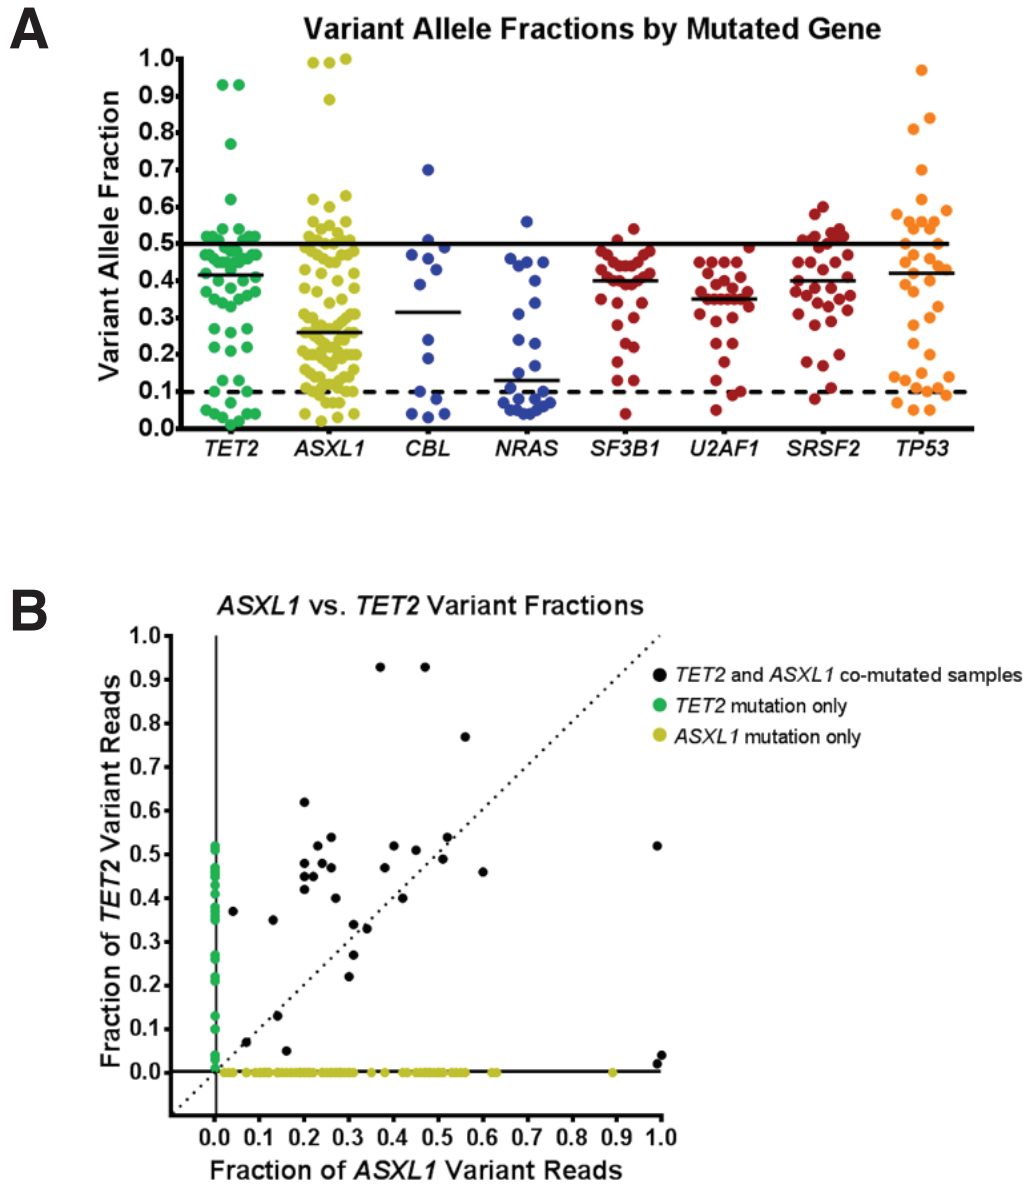 A
Variant Allele Fractions by Mutated Gene
Variant Allele Fraction
1.0
0.9
0.8
0.7
0.6
0.5
0.4
0.3
0.2
0.1
0.0
TET2 ASXL1 CBL NRAS SF3B1 U2AF1 SRSF2 TP53
B
ASXL1 vs. TET2 Variant Fractions
Fraction of TET2 Variant Reads
1.0
0.9
0.8
0.7
0.6
0.5
0.4
0.3
0.2
0.1
0.0
TET2 and ASXL1 co-mutated samples
TET2 mutation only
ASXL1 mutation only
0.0 0.1 0.2 0.3 0.4 0.5 0.6 0.7 0.8 0.9 1.0
Fraction of ASXL1 Variant Reads